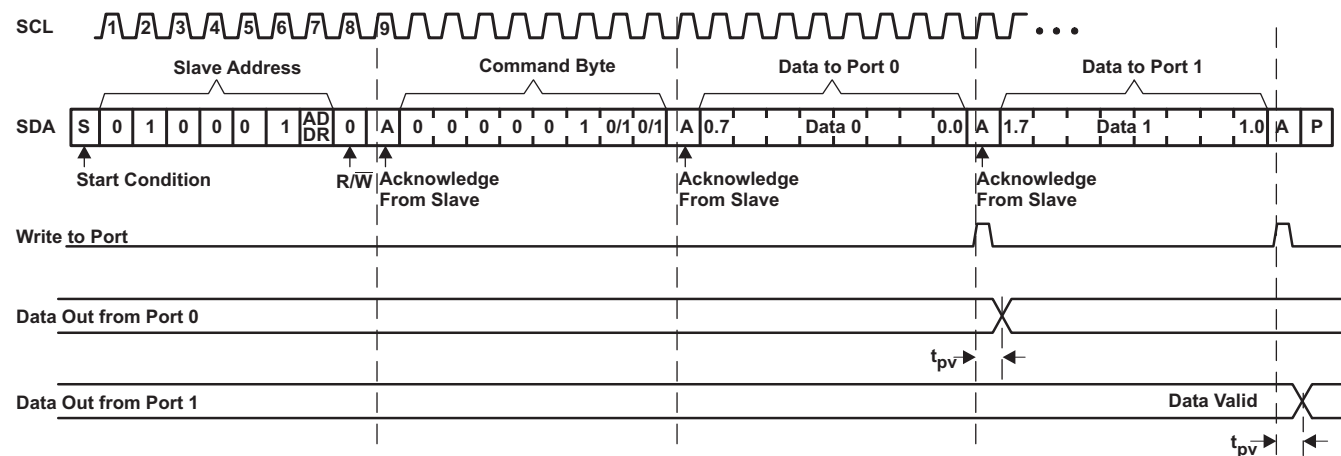 SCL 1 2 3 4 5 6 7 8 9
Slave Address Command Byte Data to Port 0 Data to Port 1
SDA S 0 1 0 0 0 1 AD DR 0 A 0 0 0 0 0 1 0/1 0/1 A 0.7 Data 0 0.0 A 1.7 Data 1 1.0 A P
Start Condition R/W Acknowledge From Slave Acknowledge From Slave Acknowledge From Slave
Write to Port
Data Out from Port 0
tpv
Data Out from Port 1 Data Valid
tpv